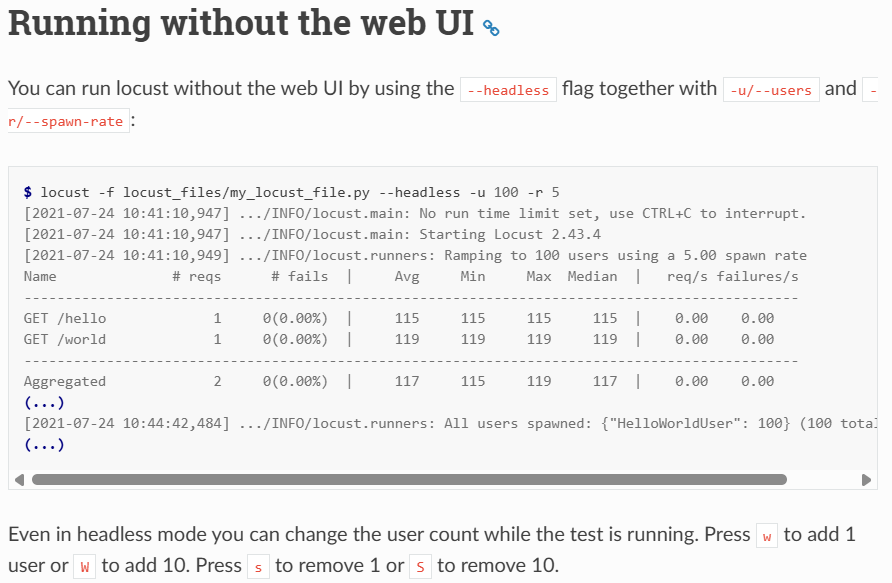 Running without the web UI
You can run locust without the web UI by using the --headless flag together with -u/--users and -
r/--spawn-rate:
$ locust -f locust_files/my_locust_file.py --headless -u 100 -r 5
[2021-07-24 10:41:10,947] .../INFO/locust.main: No run time limit set, use CTRL+C to interrupt.
[2021-07-24 10:41:10,947] .../INFO/locust.main: Starting Locust 2.43.4
[2021-07-24 10:41:10,949] .../INFO/locust.runners: Ramping to 100 users using a 5.00 spawn rate
Name              # reqs      # fails  |     Avg     Min     Max  Median  |   req/s failures/s
----------------------------------------------------------------------------------------------
GET /hello             1     0(0.00%)  |     115     115     115     115  |    0.00    0.00
GET /world             1     0(0.00%)  |     119     119     119     119  |    0.00    0.00
----------------------------------------------------------------------------------------------
Aggregated             2     0(0.00%)  |     117     115     119     117  |    0.00    0.00
(...)
[2021-07-24 10:44:42,484] .../INFO/locust.runners: All users spawned: {"HelloWorldUser": 100} (100 total
(...)
Even in headless mode you can change the user count while the test is running. Press w to add 1
user or W to add 10. Press s to remove 1 or S to remove 10.